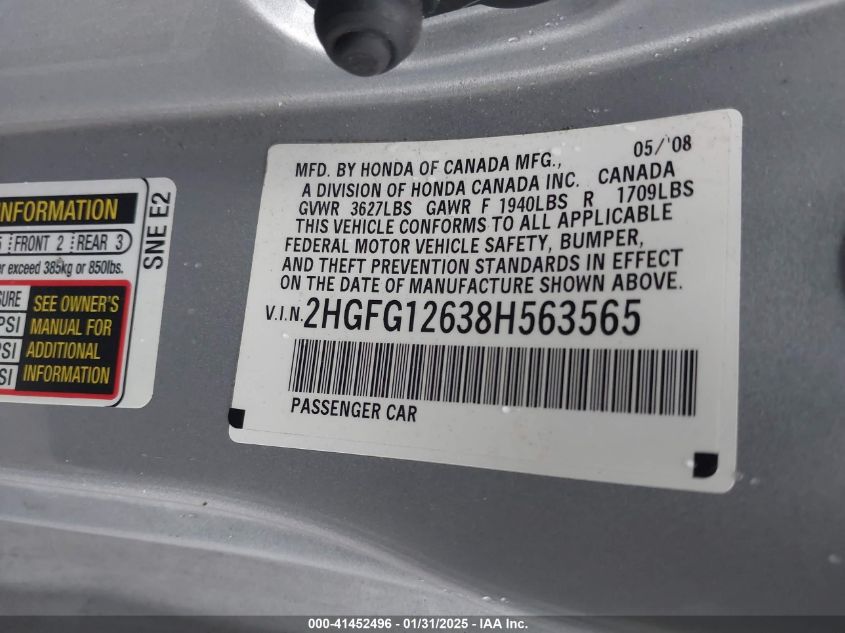 05/'08
MFD. BY HONDA OF CANADA MFG.,
A DIVISION OF HONDA CANADA INC. CANADA
GVWR 3627LBS GAWR F 1940LBS R 1709LBS
THIS VEHICLE CONFORMS TO ALL APPLICABLE
FEDERAL MOTOR VEHICLE SAFETY, BUMPER,
AND THEFT PREVENTION STANDARDS IN EFFECT
ON THE DATE OF MANUFACTURE SHOWN ABOVE.
V.I.N. 2HGFG12638H563565
PASSENGER CAR
INFORMATION
FRONT 2 REAR 3
exceed 385kg or 850lbs.
SEE OWNER'S
PSI MANUAL FOR
PSI ADDITIONAL
INFORMATION
SNE E2
000-41452496 - 01/31/2025 - IAA Inc.